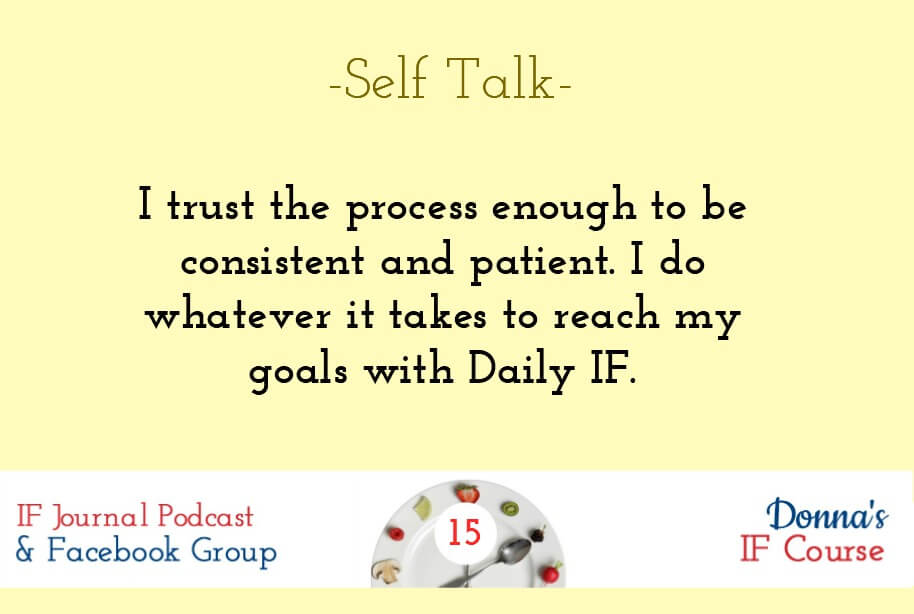 -Self Talk-
I trust the process enough to be
consistent and patient. I do
whatever it takes to reach my
goals with Daily IF.
IF Journal Podcast
& Facebook Group
15
Donna's
IF Course